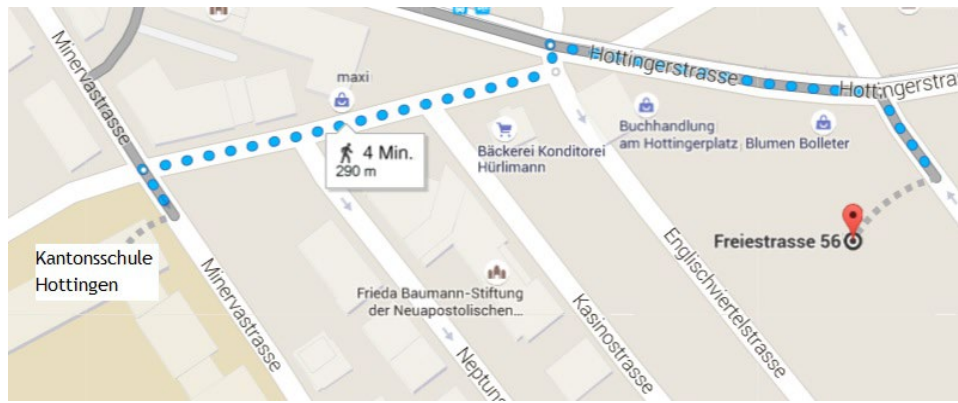 Minervastrasse
maxi
Hottingerstrasse
Hottingerstra
4 Min.
290 m
Bäckerei Konditorei
Hürlimann
Buchhandlung
am Hottingerplatz
Blumen Bolleter
Kantonsschule
Hottingen
Freiestrasse 56
Minervastrasse
Frieda Baumann-Stiftung
der Neuapostolischen...
Neptuns
Kasinostrasse
Englischviertelstrasse